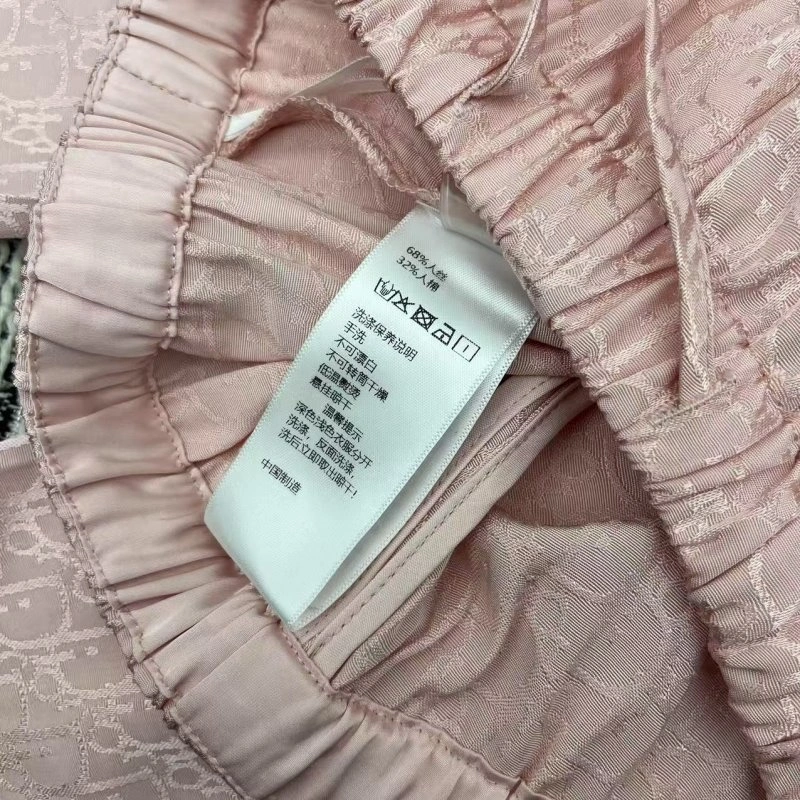 68%人丝
32%人棉
洗涤保养说明
手洗
不可漂白
不可转筒干燥
低温熨烫
悬挂晾干
温馨提示
深色浅色衣服分开
洗涤，反面洗涤，
洗后立即取出晾干!
中国制造